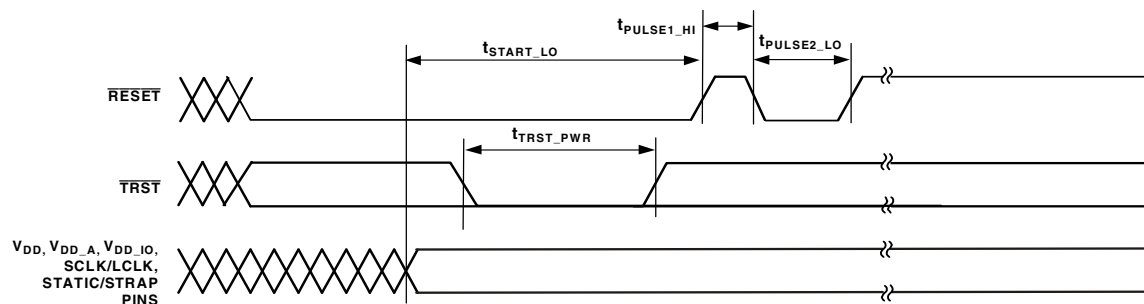 tPULSE1_HI
tSTART_LO
tPULSE2_LO
RESET
tTRST_PWR
TRST
VDD, VDD_A, VDD_IO,
SCLK/LCLK,
STATIC/STRAP
PINS